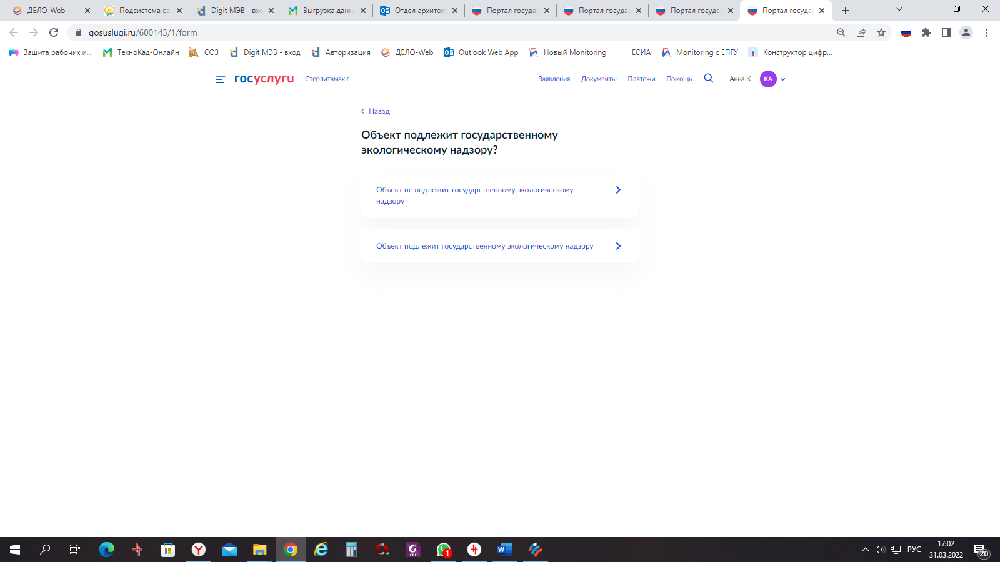 ДЕЛО-Web
Подсистема вз
Digit МЭВ - вхо
Выгрузка данн
Отдел архитект
Портал государ
Портал государ
Портал государ
Портал государ
gosuslugi.ru/600143/1/form
Защита рабочих и...
ТехноКад-Онлайн
СОЗ
Digit МЭВ - вход
Авторизация
ДЕЛО-Web
Outlook Web App
Новый Monitoring
ЕСИА
Monitoring с ЕПГУ
Конструктор цифр...
госуслуги
Стерлитамак г
Заявления
Документы
Платежи
Помощь
Анна К.
КА
Назад
Объект подлежит государственному
экологическому надзору?
Объект не подлежит государственному экологическому
надзору
Объект подлежит государственному экологическому надзору
РУС
17:02
31.03.2022
20
1